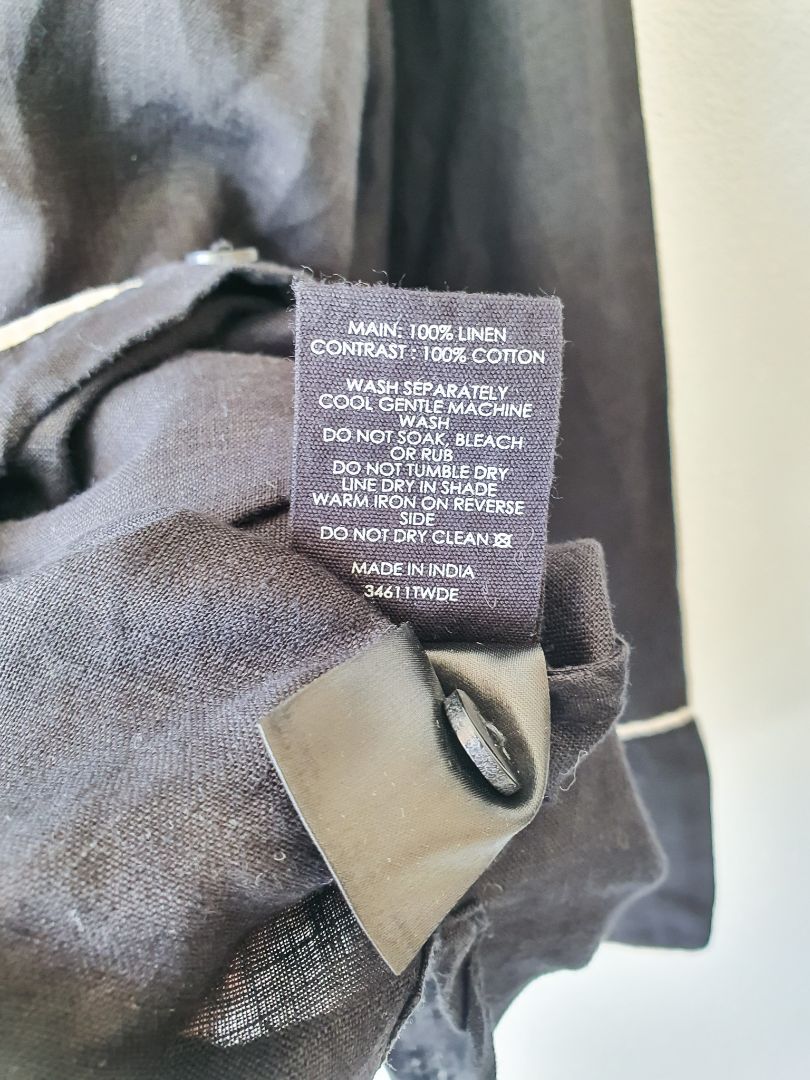 MAIN: 100% LINEN
CONTRAST : 100% COTTON
WASH SEPARATELY
COOL GENTLE MACHINE
WASH
DO NOT SOAK, BLEACH
OR RUB
DO NOT TUMBLE DRY
LINE DRY IN SHADE
WARM IRON ON REVERSE
SIDE
DO NOT DRY CLEAN
MADE IN INDIA
34611TWDE